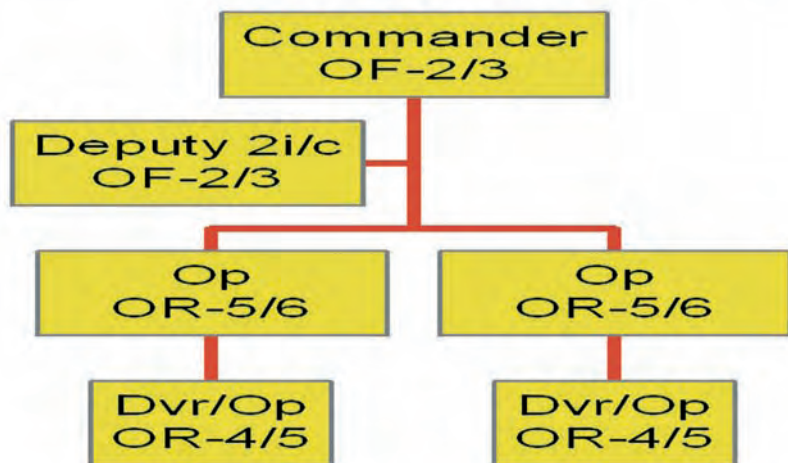 Commander
OF-2/3
Deputy 2i/c
OF-2/3
Op
OR-5/6
Op
OR-5/6
Dvr/Op
OR-4/5
Dvr/Op
OR-4/5